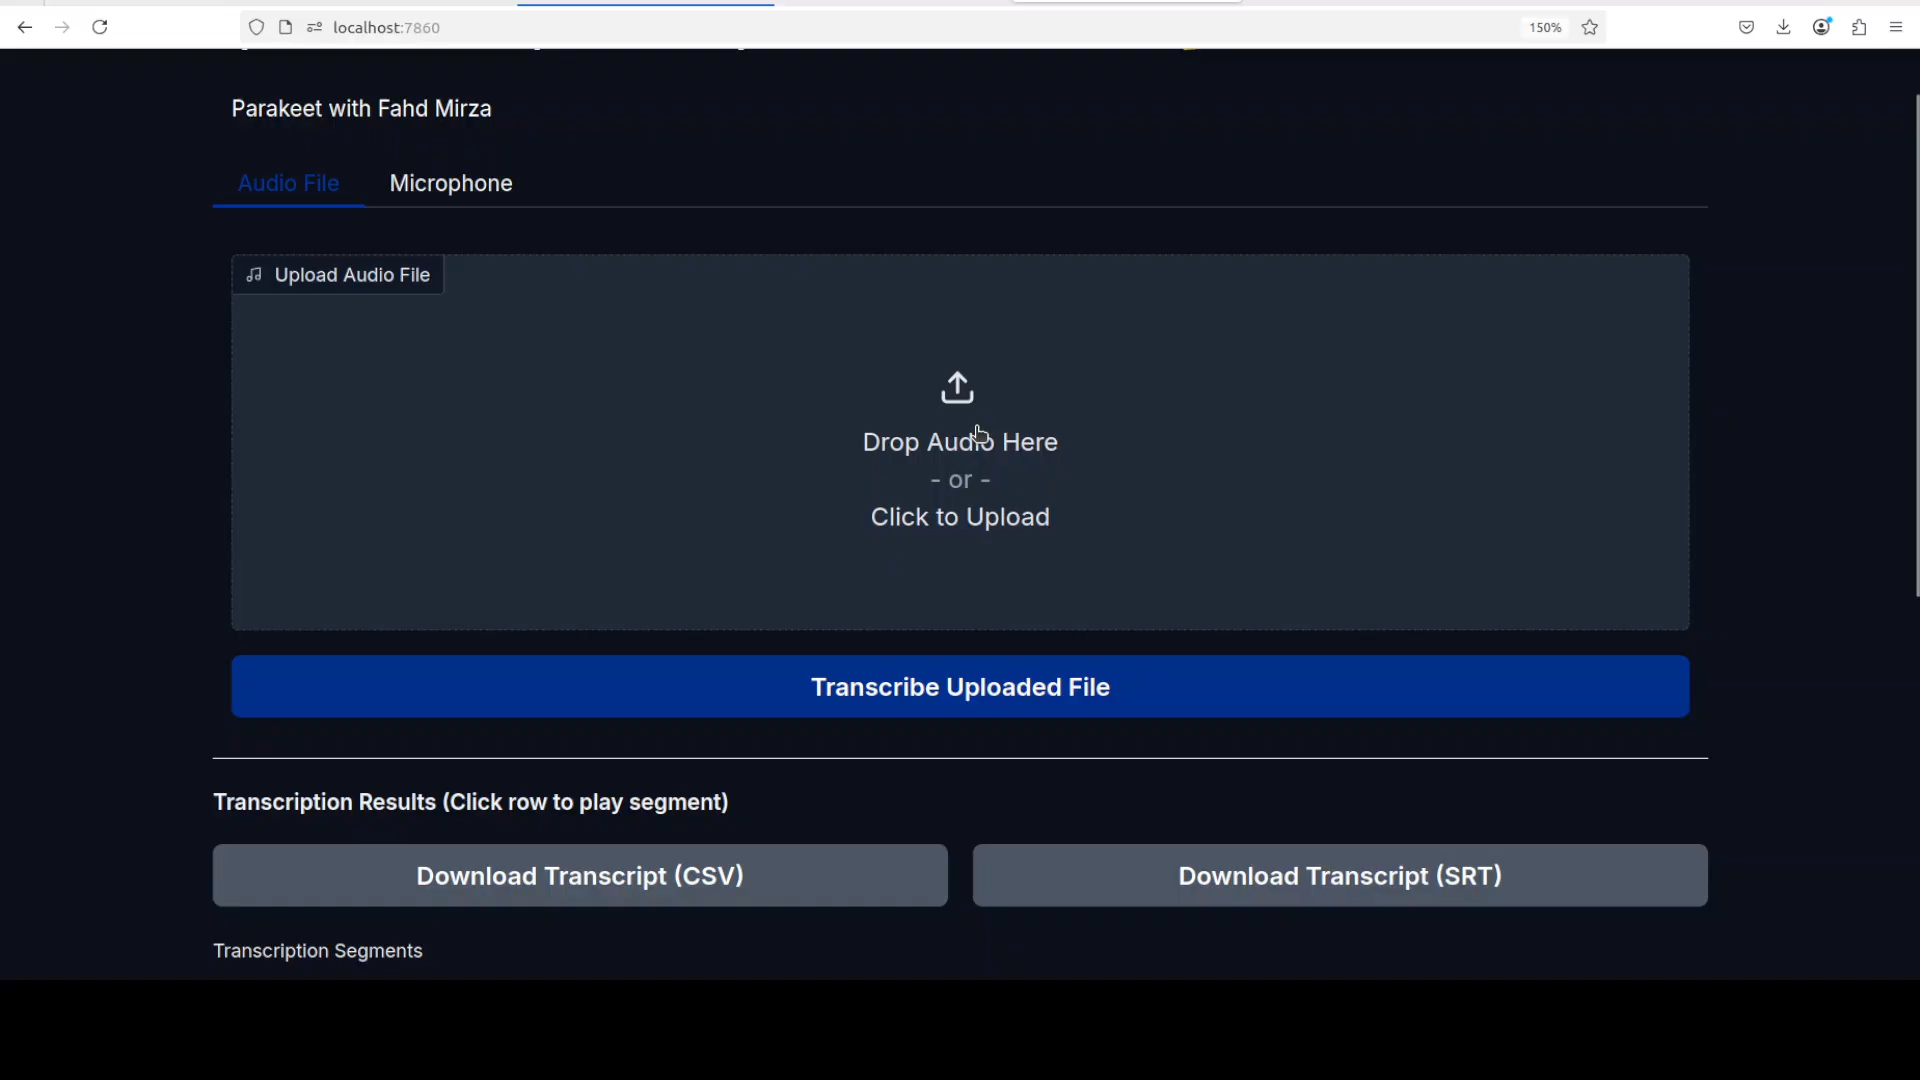 localhost:7860
150%
Parakeet with Fahd Mirza
Audio File
Microphone
Upload Audio File
Drop Audio Here
- or -
Click to Upload
Transcribe Uploaded File
Transcription Results (Click row to play segment)
Download Transcript (CSV)
Download Transcript (SRT)
Transcription Segments